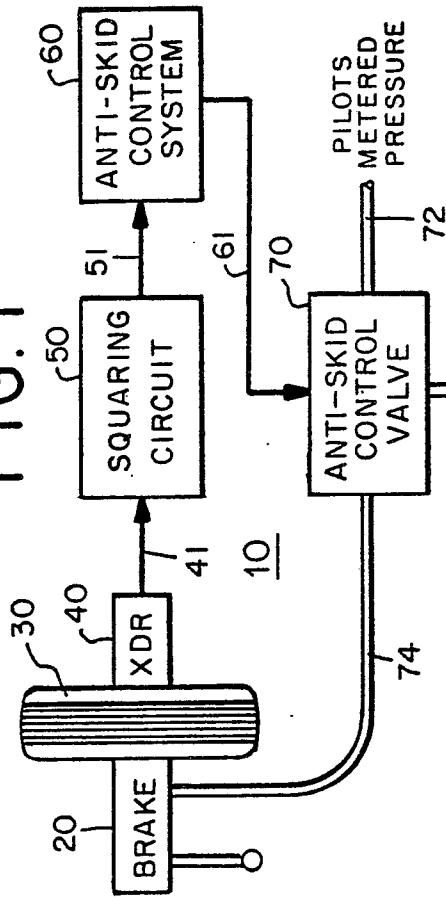 FIG. 1
20
BRAKE
30
40
XDR
41
50
SQUARING
CIRCUIT
51
60
ANTI-SKID
CONTROL
SYSTEM
61
10
70
ANTI-SKID
CONTROL
VALVE
PILOTS
METERED
PRESSURE
72
74